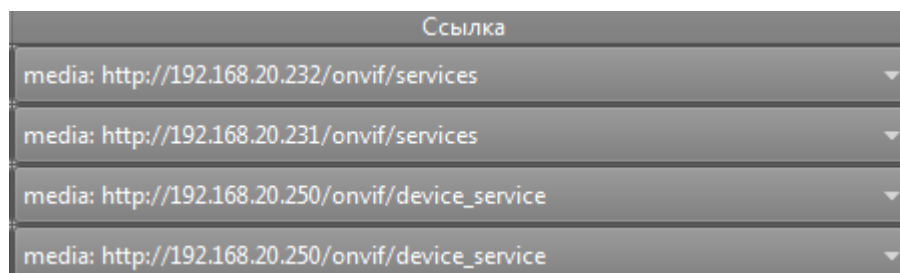 Ссылка
media: http://192.168.20.232/onvif/services
media: http://192.168.20.231/onvif/services
media: http://192.168.20.250/onvif/device_service
media: http://192.168.20.250/onvif/device_service